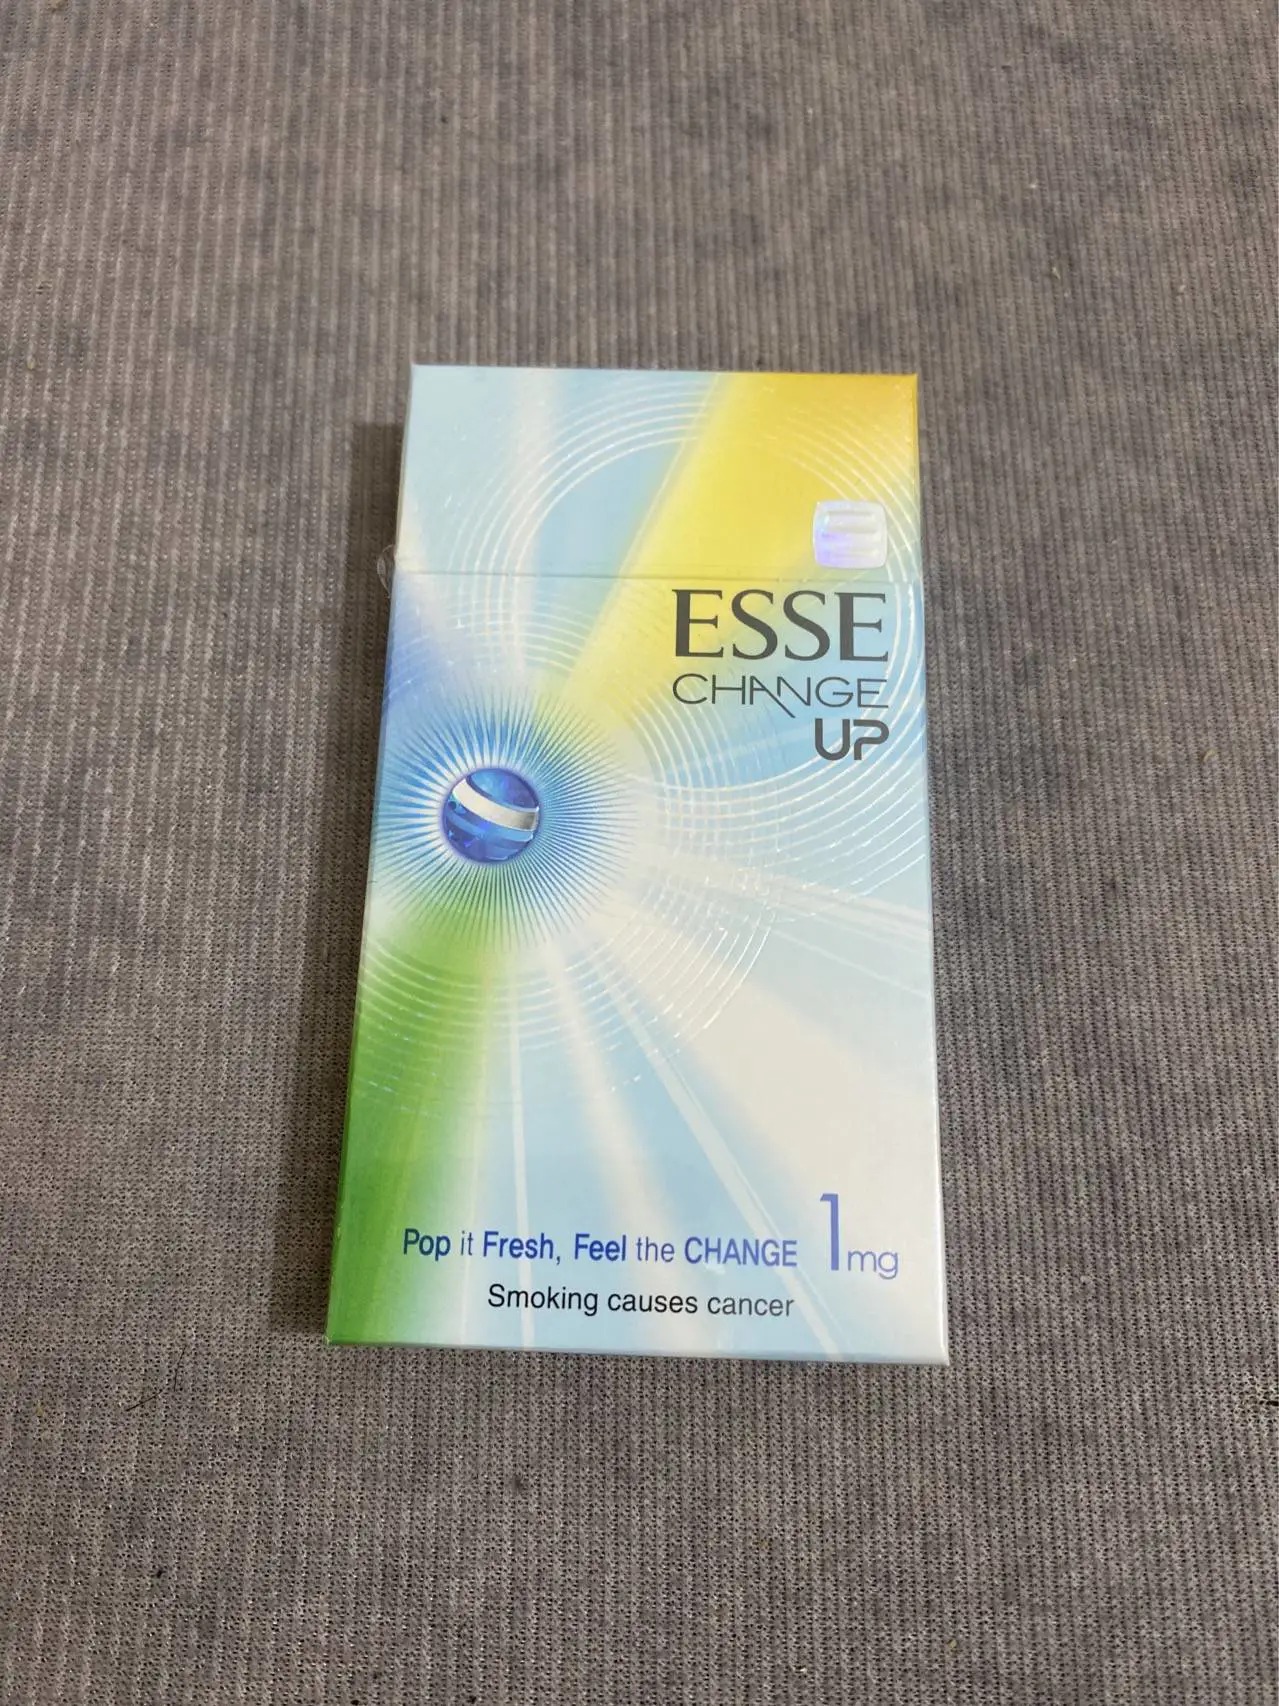 ESSE
CHANGE
UP
Pop it Fresh, Feel the CHANGE 1mg
Smoking causes cancer